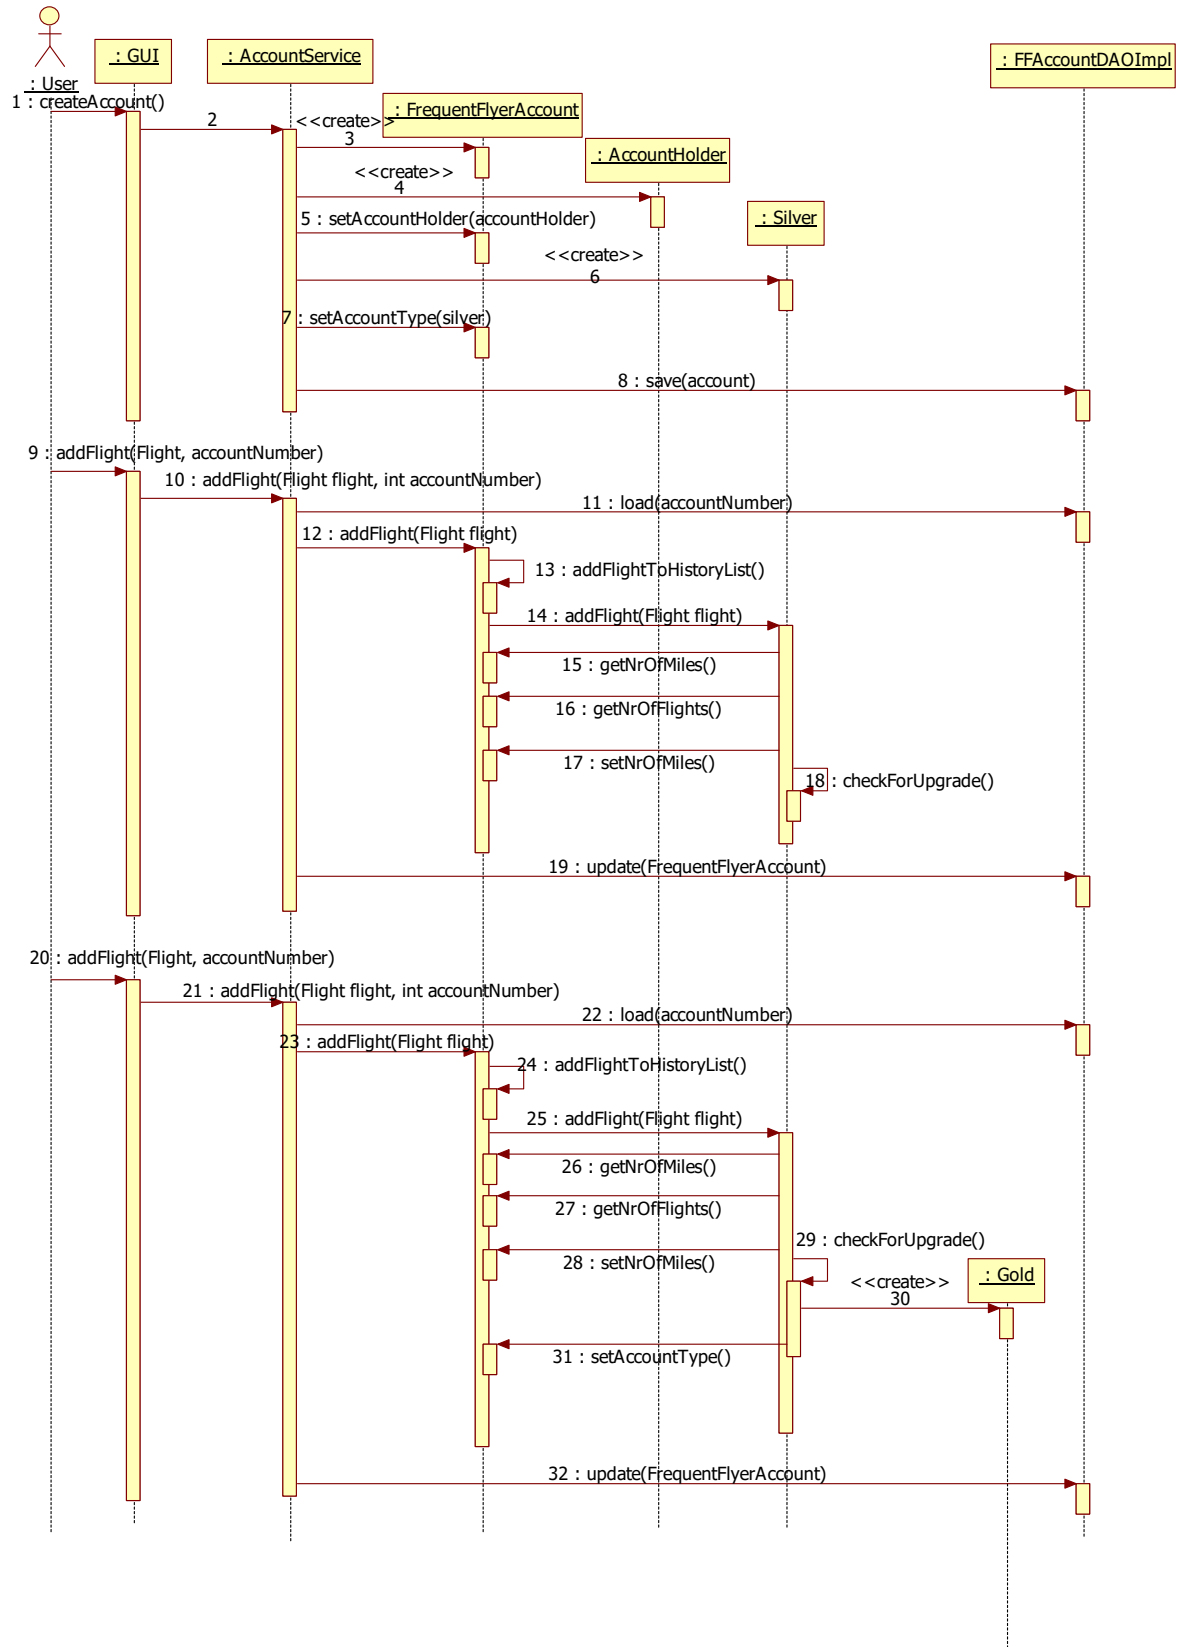 : GUI
: AccountService
: FFAccountDAOImpl
: User
1 : createAccount()
: FrequentFlyerAccount
2
<<create>>
3
: AccountHolder
<<create>>
4
5 : setAccountHolder(accountHolder)
: Silver
<<create>>
6
7 : setAccountType(silver)
8 : save(account)
9 : addFlight(Flight, accountNumber)
10 : addFlight(Flight flight, int accountNumber)
11 : load(accountNumber)
12 : addFlight(Flight flight)
13 : addFlightToHistoryList()
14 : addFlight(Flight flight)
15 : getNrOfMiles()
16 : getNrOfFlights()
17 : setNrOfMiles()
18 : checkForUpgrade()
19 : update(FrequentFlyerAccount)
20 : addFlight(Flight, accountNumber)
21 : addFlight(Flight flight, int accountNumber)
22 : load(accountNumber)
23 : addFlight(Flight flight)
24 : addFlightToHistoryList()
25 : addFlight(Flight flight)
26 : getNrOfMiles()
27 : getNrOfFlights()
29 : checkForUpgrade()
28 : setNrOfMiles()
: Gold
<<create>>
30
31 : setAccountType()
32 : update(FrequentFlyerAccount)